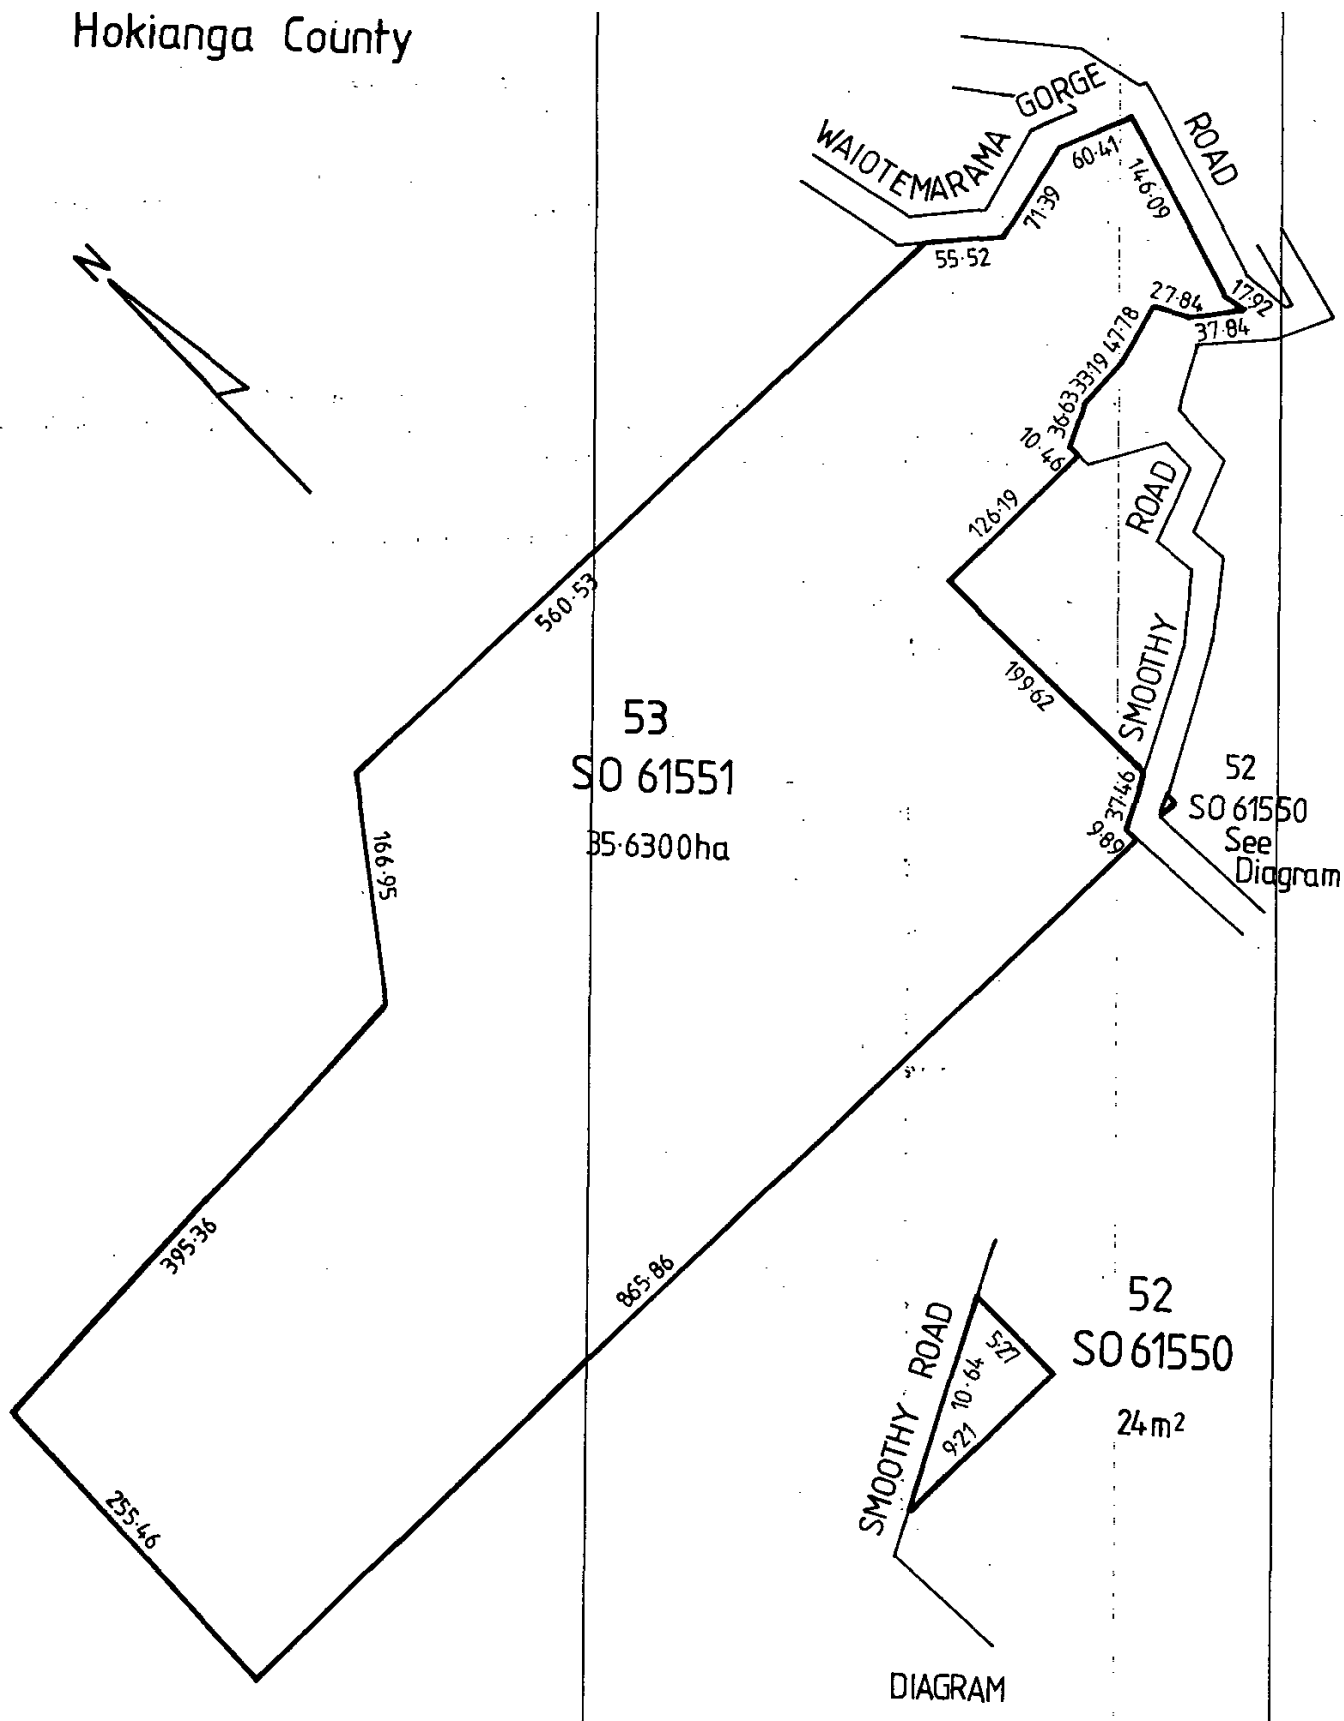 Hokianga County
WAIOTEMARAMA GORGE ROAD
N
60·41
146·09
71·39
55·52
17·92
27·84
37·84
47·78
33·19
36·63
10·46
126·19
ROAD
560·53
SMOOTHY
199·62
53
SO 61551
35·6300ha
37·46
9·89
52
SO 61550
See
Diagram
166·95
395·36
865·86
255·46
SMOOTHY ROAD
5·27
10·64
9·21
52
SO 61550
24m²
DIAGRAM